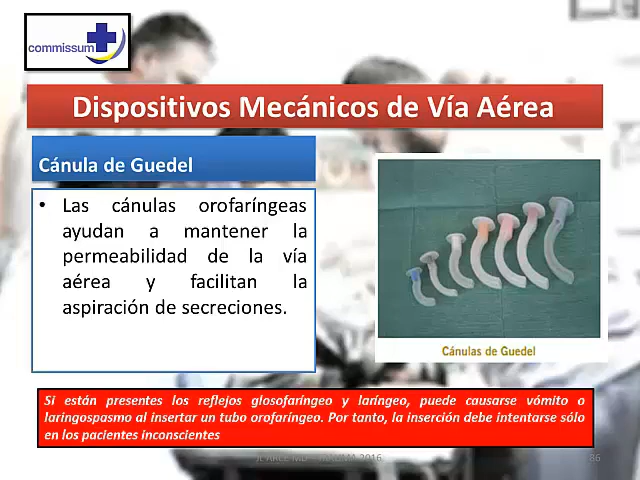 commissum
Dispositivos Mecánicos de Vía Aérea
Cánula de Guedel
• Las cánulas orofaríngeas
ayudan a mantener la
permeabilidad de la vía
aérea y facilitan la
aspiración de secreciones.
Cánulas de Guedel
Si están presentes los reflejos glosofaríngeo y laríngeo, puede causarse vómito o
laringospasmo al insertar un tubo orofaríngeo. Por tanto, la inserción debe intentarse sólo
en los pacientes inconscientes
2016
86